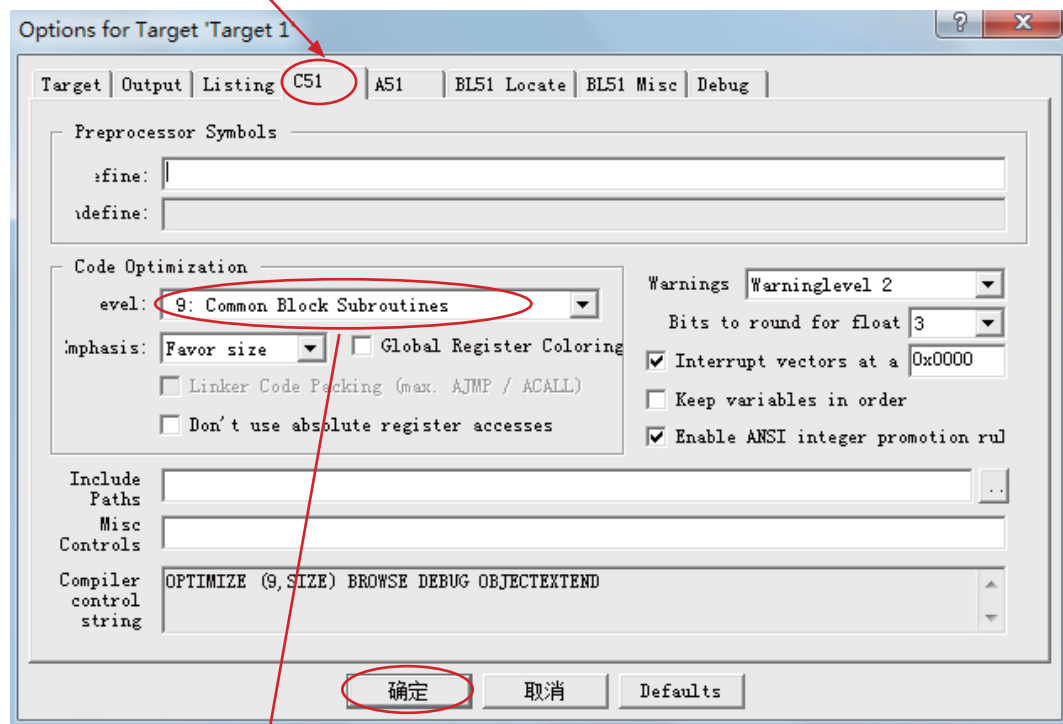 Options for Target 'Target 1'
Target Output Listing C51 A51 BL51 Locate BL51 Misc Debug
Preprocessor Symbols
efine:
define:
Code Optimization
evel: 9: Common Block Subroutines
Warnings Warninglevel 2
Bits to round for float 3
mphasis: Favor size Global Register Coloring
Interrupt vectors at a 0x0000
Linker Code Packing (max. AJMP / ACALL)
Keep variables in order
Don't use absolute register accesses
Enable ANSI integer promotion rul
Include
Paths
..
Misc
Controls
Compiler
control
string
OPTIMIZE (9,SIZE) BROWSE DEBUG OBJECTEXTEND
确定 取消 Defaults